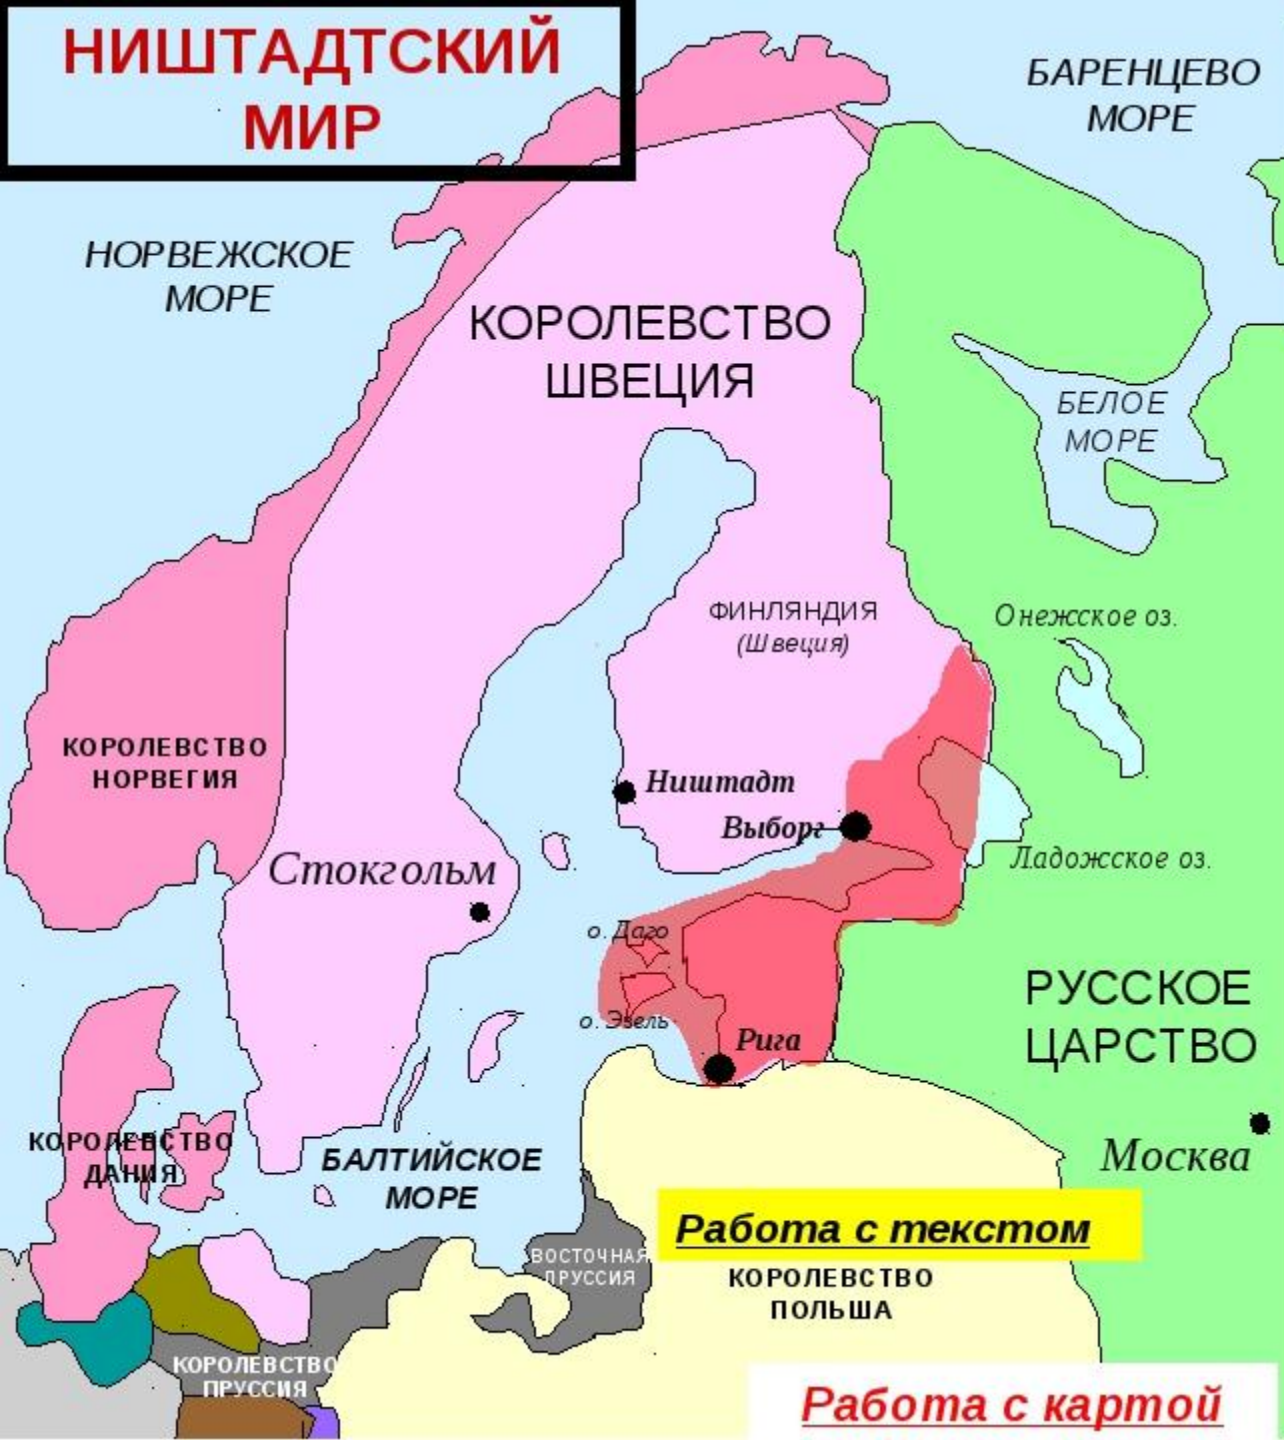 НИШТАДТСКИЙ
МИР
БАРЕНЦЕВО
МОРЕ
НОРВЕЖСКОЕ
МОРЕ
КОРОЛЕВСТВО
ШВЕЦИЯ
БЕЛОЕ
МОРЕ
ФИНЛЯНДИЯ
(Швеция)
Онежское оз.
КОРОЛЕВСТВО
НОРВЕГИЯ
Ништадт
Выборг
Стокгольм
Ладожское оз.
о. Даго
о. Эзель
Рига
РУССКОЕ
ЦАРСТВО
Москва
КОРОЛЕВСТВО
ДАНИЯ
БАЛТИЙСКОЕ
МОРЕ
Работа с текстом
ВОСТОЧНАЯ
ПРУССИЯ
КОРОЛЕВСТВО
ПОЛЬША
КОРОЛЕВСТВО
ПРУССИЯ
Работа с картой